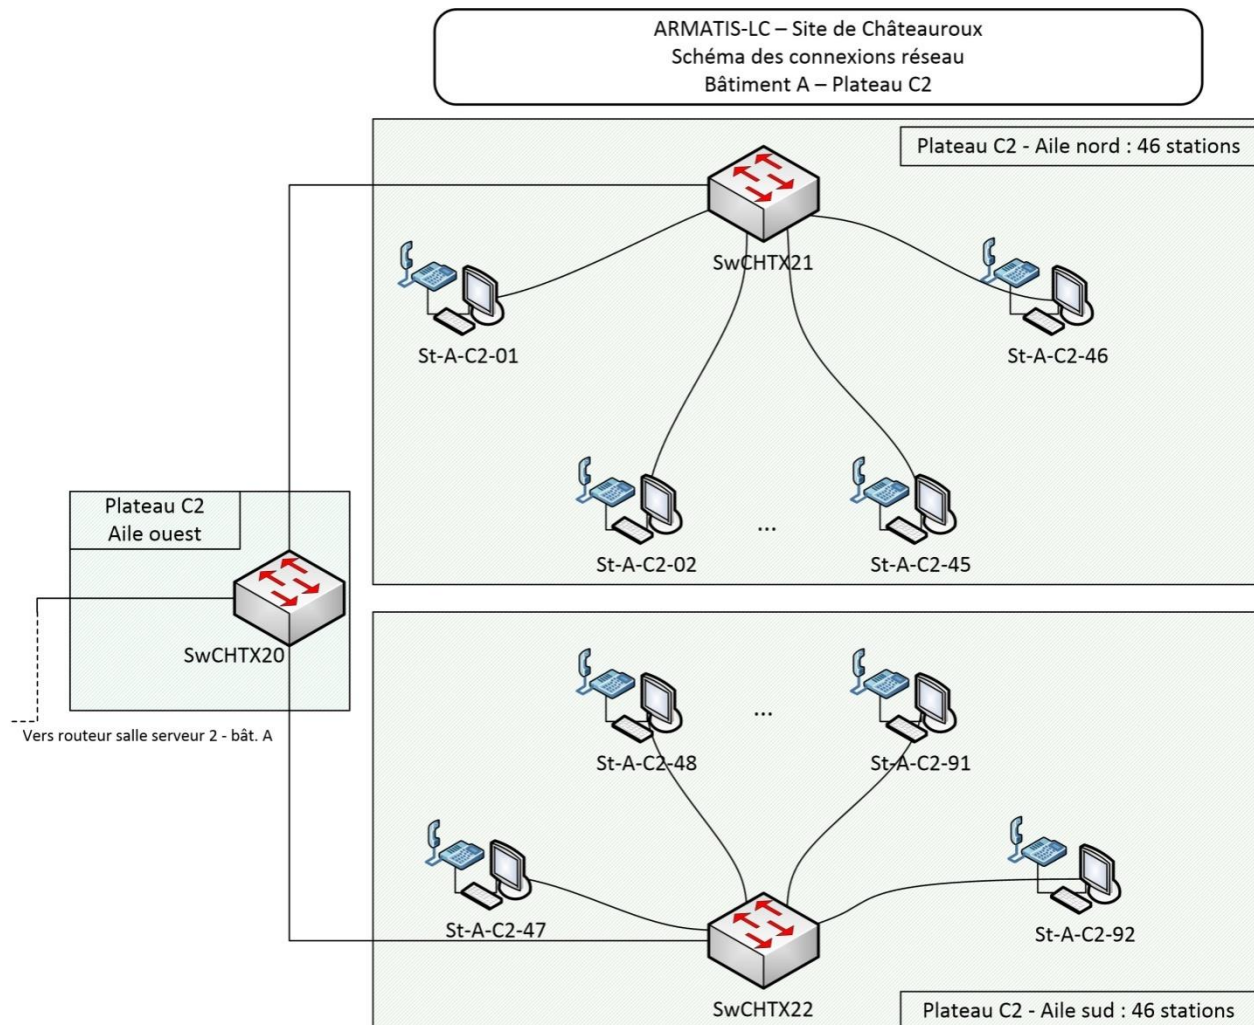 ARMATIS-LC – Site de Châteauroux
Schéma des connexions réseau
Bâtiment A – Plateau C2
Plateau C2 - Aile nord : 46 stations
SwCHTX21
St-A-C2-01
St-A-C2-46
St-A-C2-02
...
St-A-C2-45
Plateau C2
Aile ouest
SwCHTX20
Vers routeur salle serveur 2 - bât. A
St-A-C2-48
...
St-A-C2-91
St-A-C2-47
St-A-C2-92
SwCHTX22
Plateau C2 - Aile sud : 46 stations